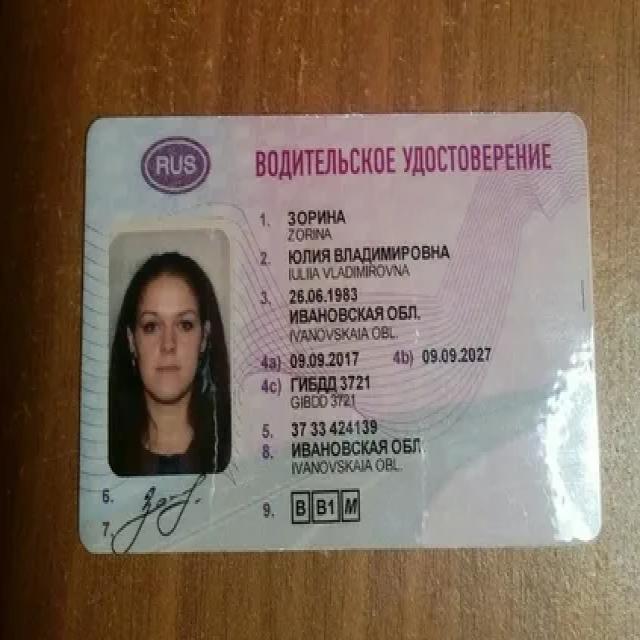 RUS
ВОДИТЕЛЬСКОЕ УДОСТОВЕРЕНИЕ
1. ЗОРИНА
ZORINA
2. ЮЛИЯ ВЛАДИМИРОВНА
IULIIA VLADIMIROVNA
3. 26.06.1983
ИВАНОВСКАЯ ОБЛ.
IVANOVSKAIA OBL.
4a) 09.09.2017 4b) 09.09.2027
4c) ГИБДД 3721
GIBDD 3721
5. 37 33 424139
8. ИВАНОВСКАЯ ОБЛ
IVANOVSKAIA OBL.
6.
7.
9. B B1 M